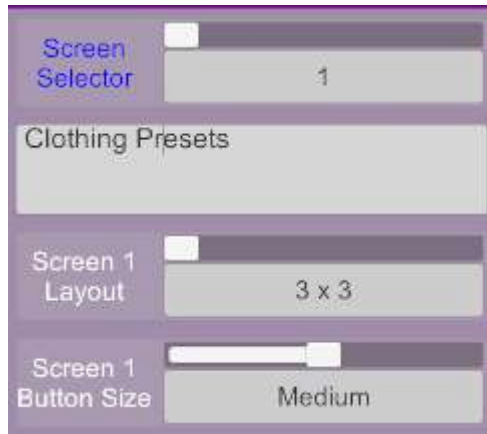 Screen
Selector
1
Clothing Presets
Screen 1
Layout
3 x 3
Screen 1
Button Size
Medium